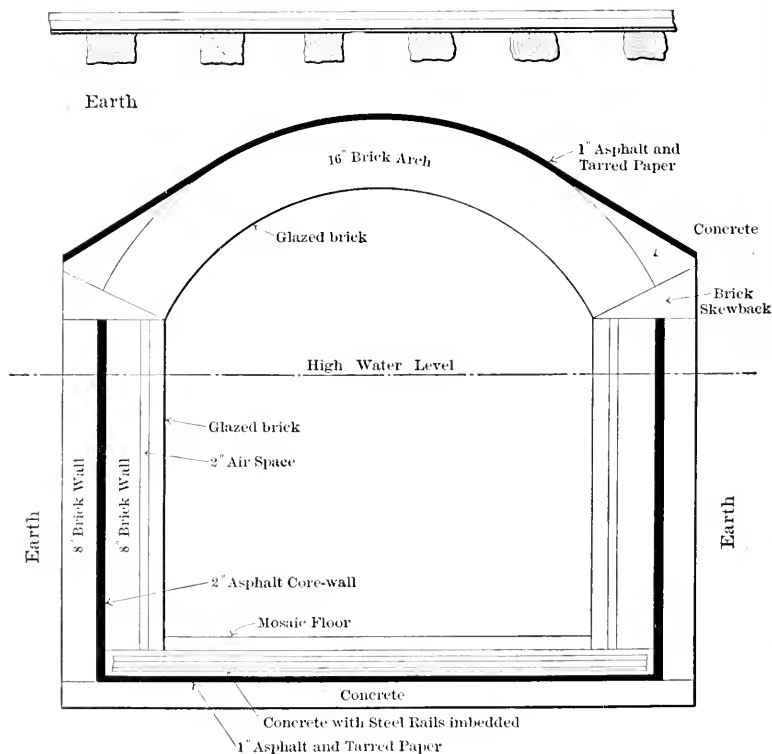 Earth
16" Brick Arch
1" Asphalt and
Tarred Paper
Glazed brick
Concrete
Brick
Skewback
High Water Level
Glazed brick
2" Air Space
8" Brick Wall
8" Brick Wall
Earth
Earth
2" Asphalt Core-wall
Mosaic Floor
Concrete
Concrete with Steel Rails imbedded
1" Asphalt and Tarred Paper